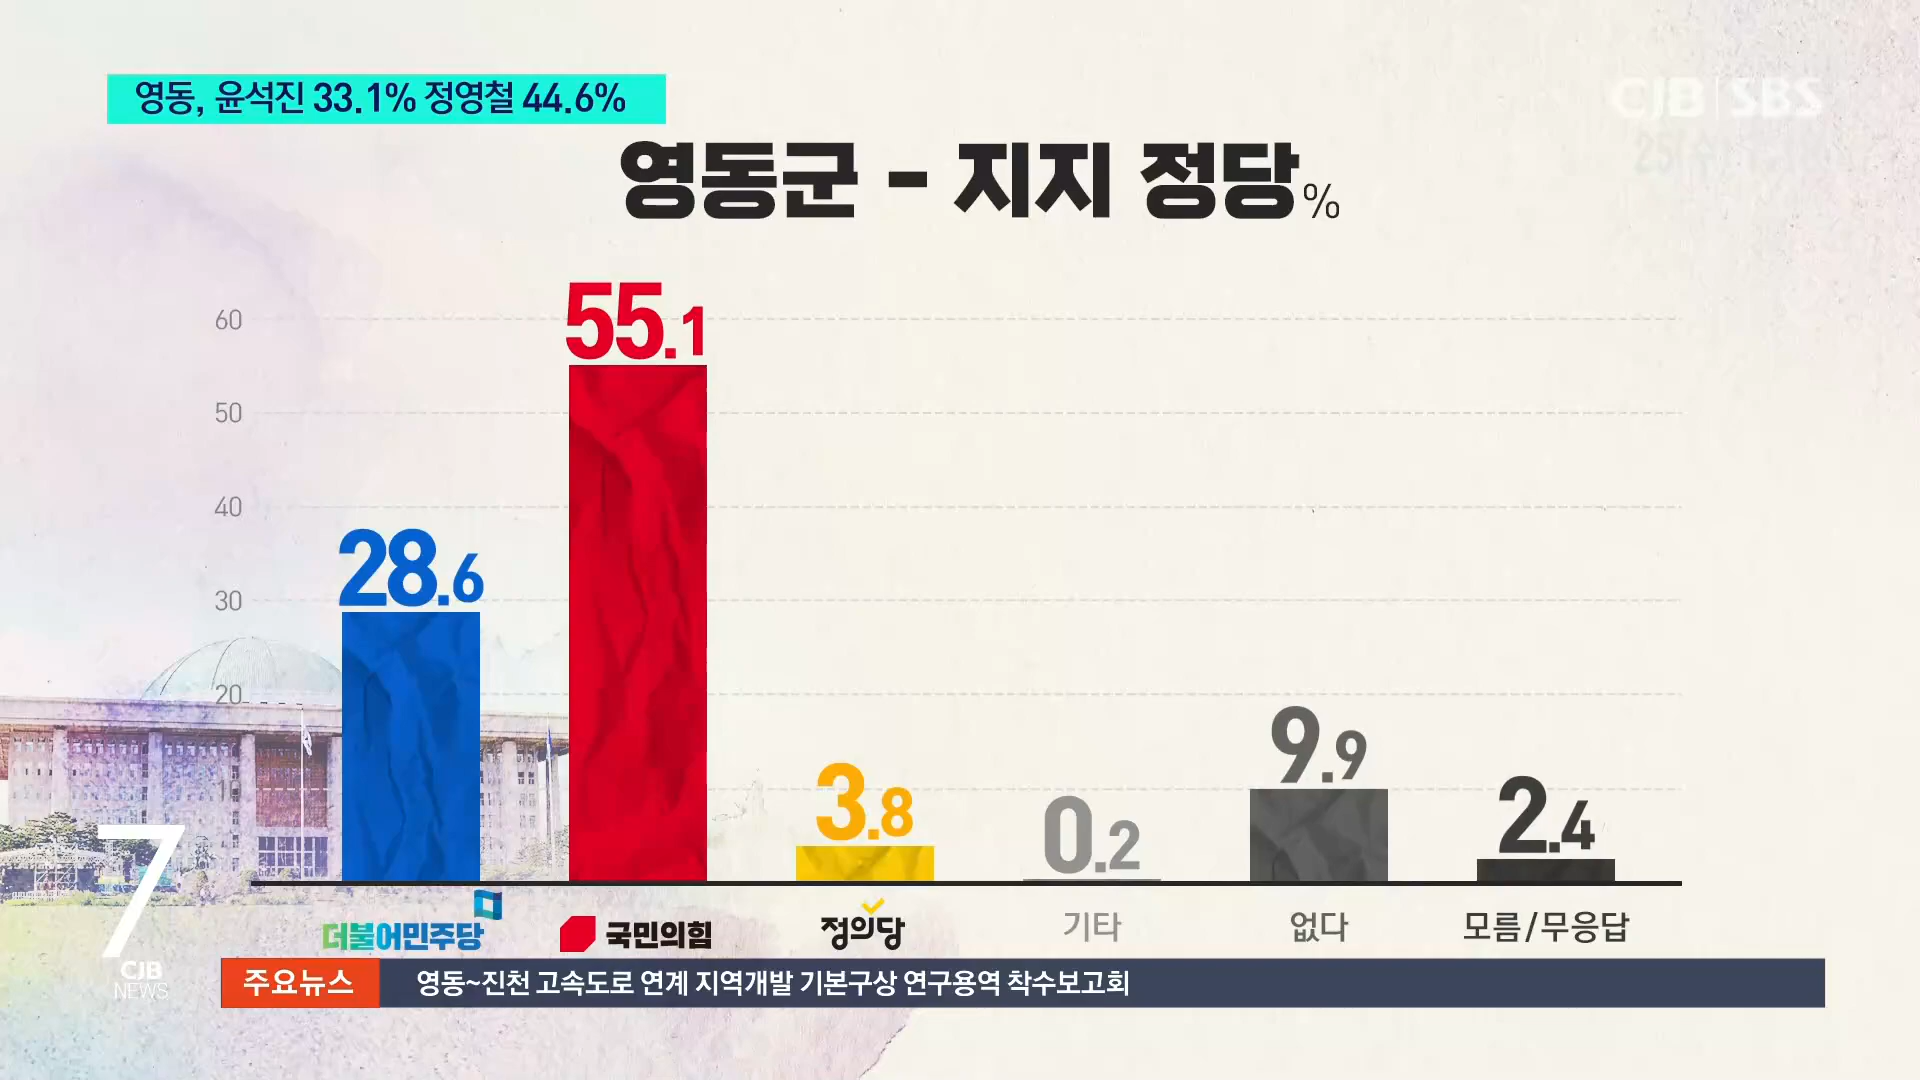 영동, 윤석진 33.1% 정영철 44.6%
CJB SBS
영동군 - 지지 정당%
60
50
40
30
20
28.6
55.1
3.8
0.2
9.9
2.4
더불어민주당
국민의힘
정의당
기타
없다
모름/무응답
7
CJB
NEWS
주요뉴스
영동~진천 고속도로 연계 지역개발 기본구상 연구용역 착수보고회